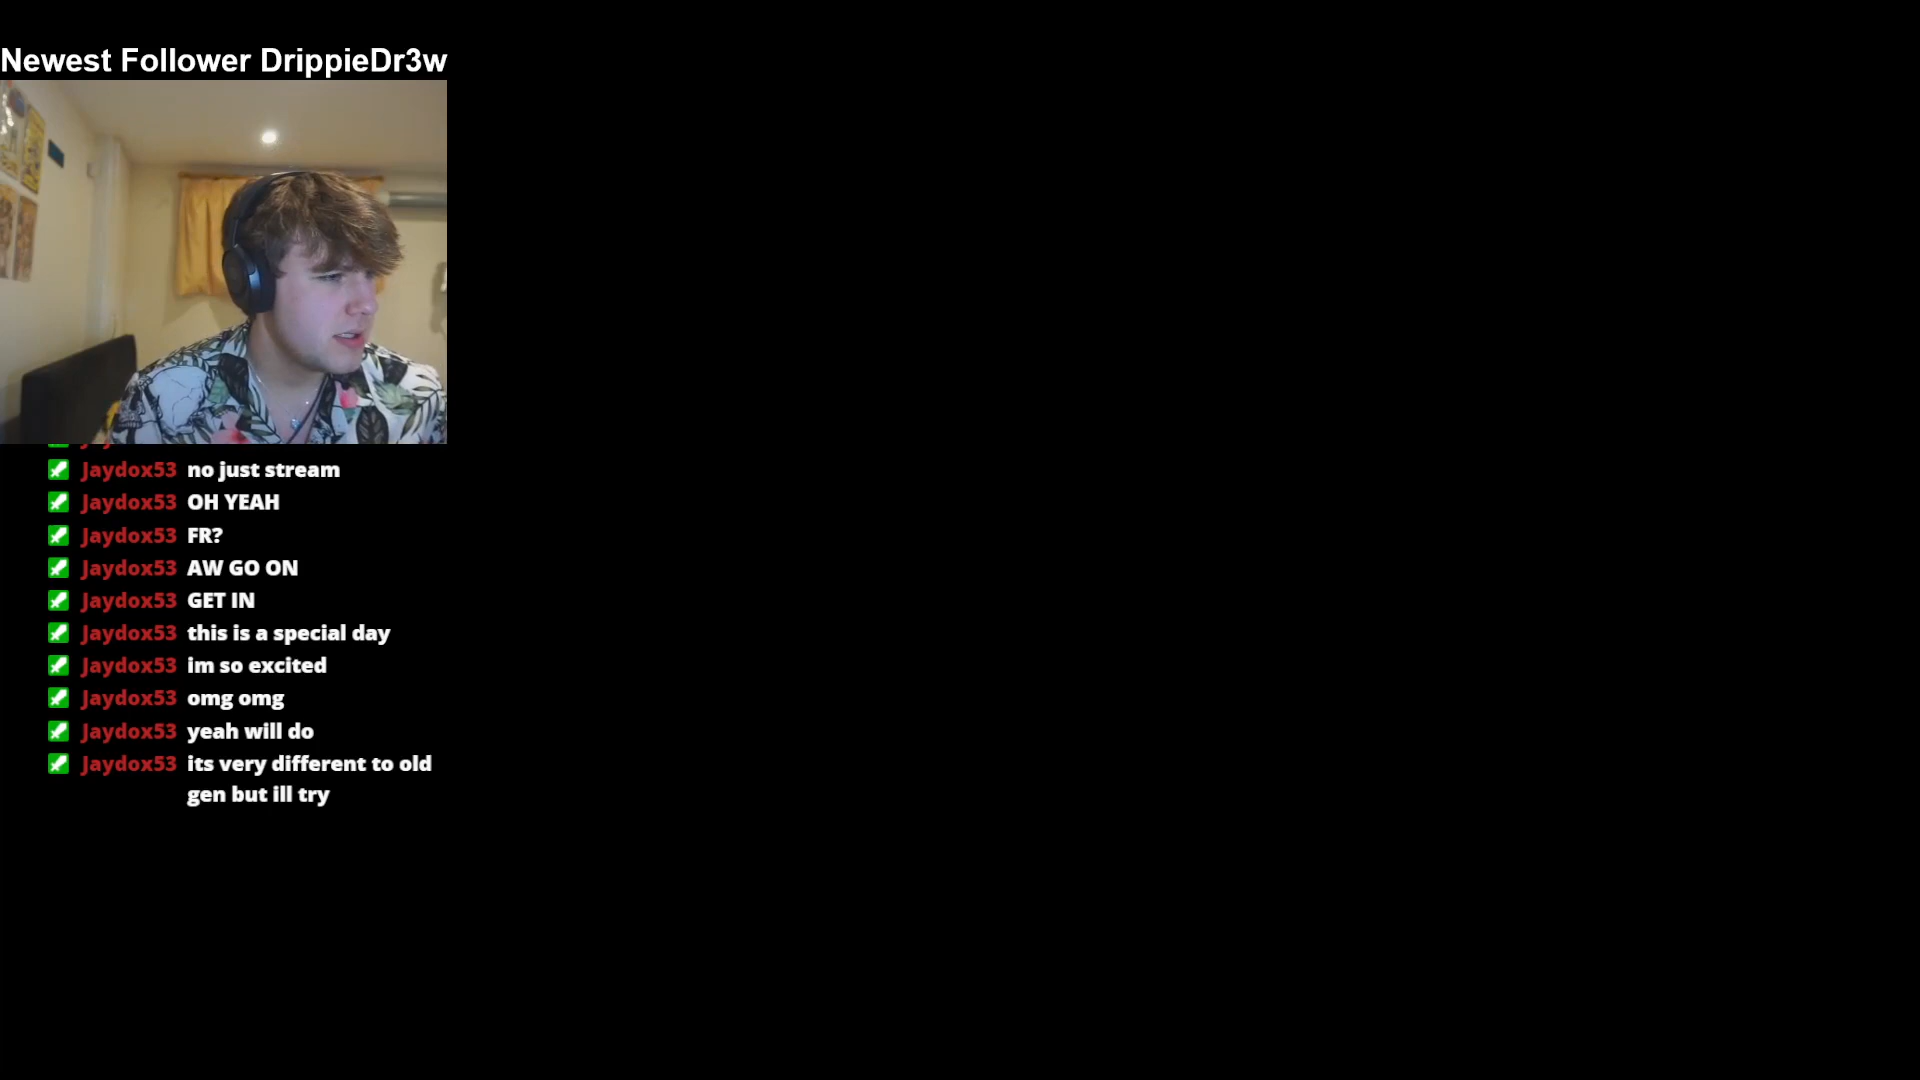 Newest Follower DrippieDr3w
Jaydox53 no just stream
Jaydox53 OH YEAH
Jaydox53 FR?
Jaydox53 AW GO ON
Jaydox53 GET IN
Jaydox53 this is a special day
Jaydox53 im so excited
Jaydox53 omg omg
Jaydox53 yeah will do
Jaydox53 its very different to old
gen but ill try